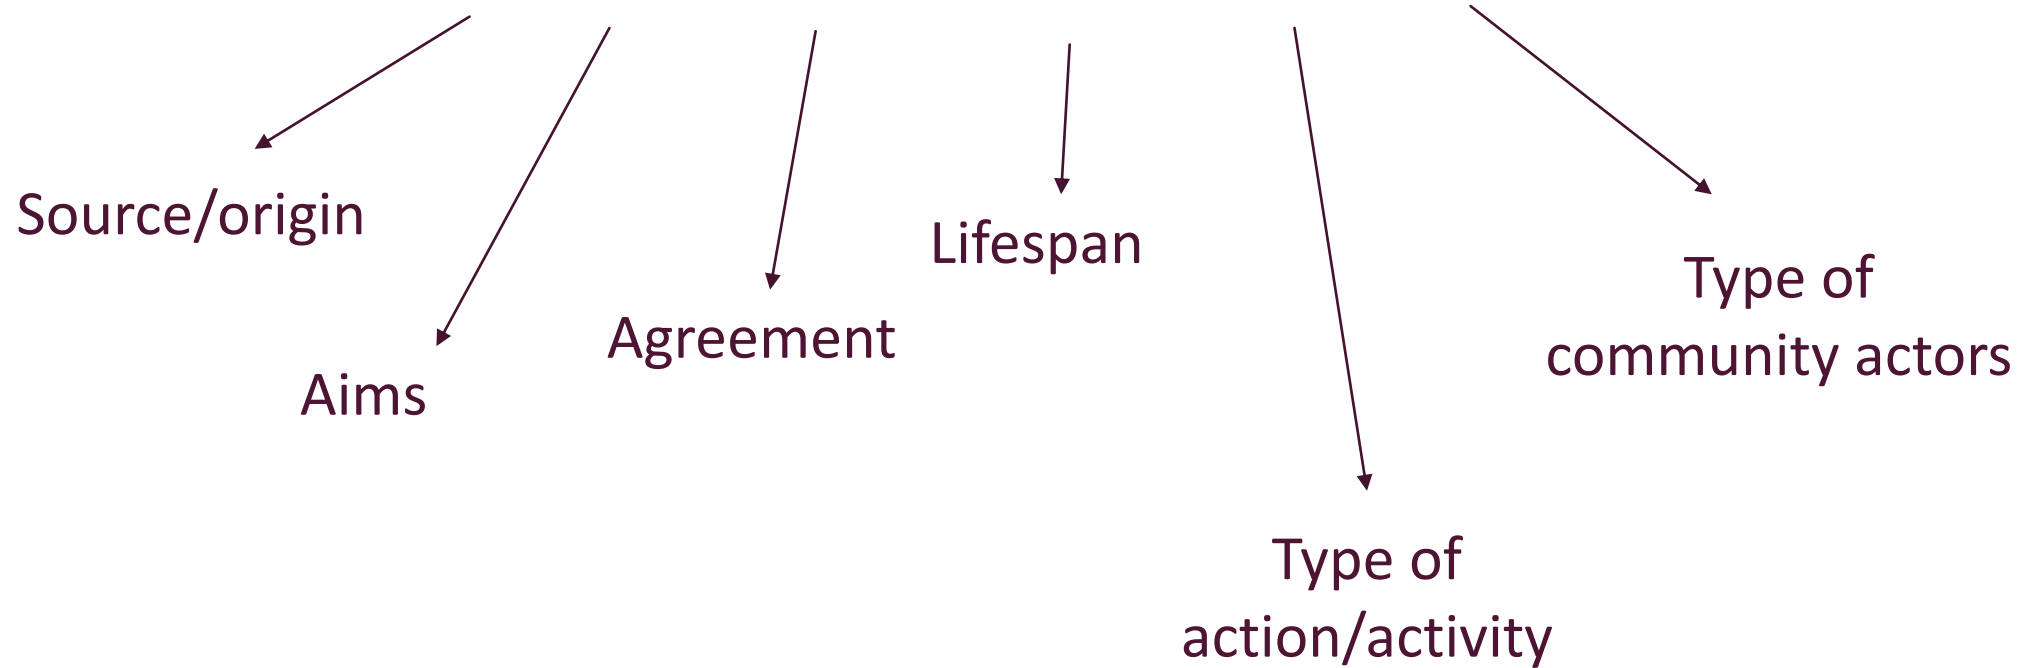 Source/origin
Aims
Agreement
Lifespan
Type of
action/activity
Type of
community actors